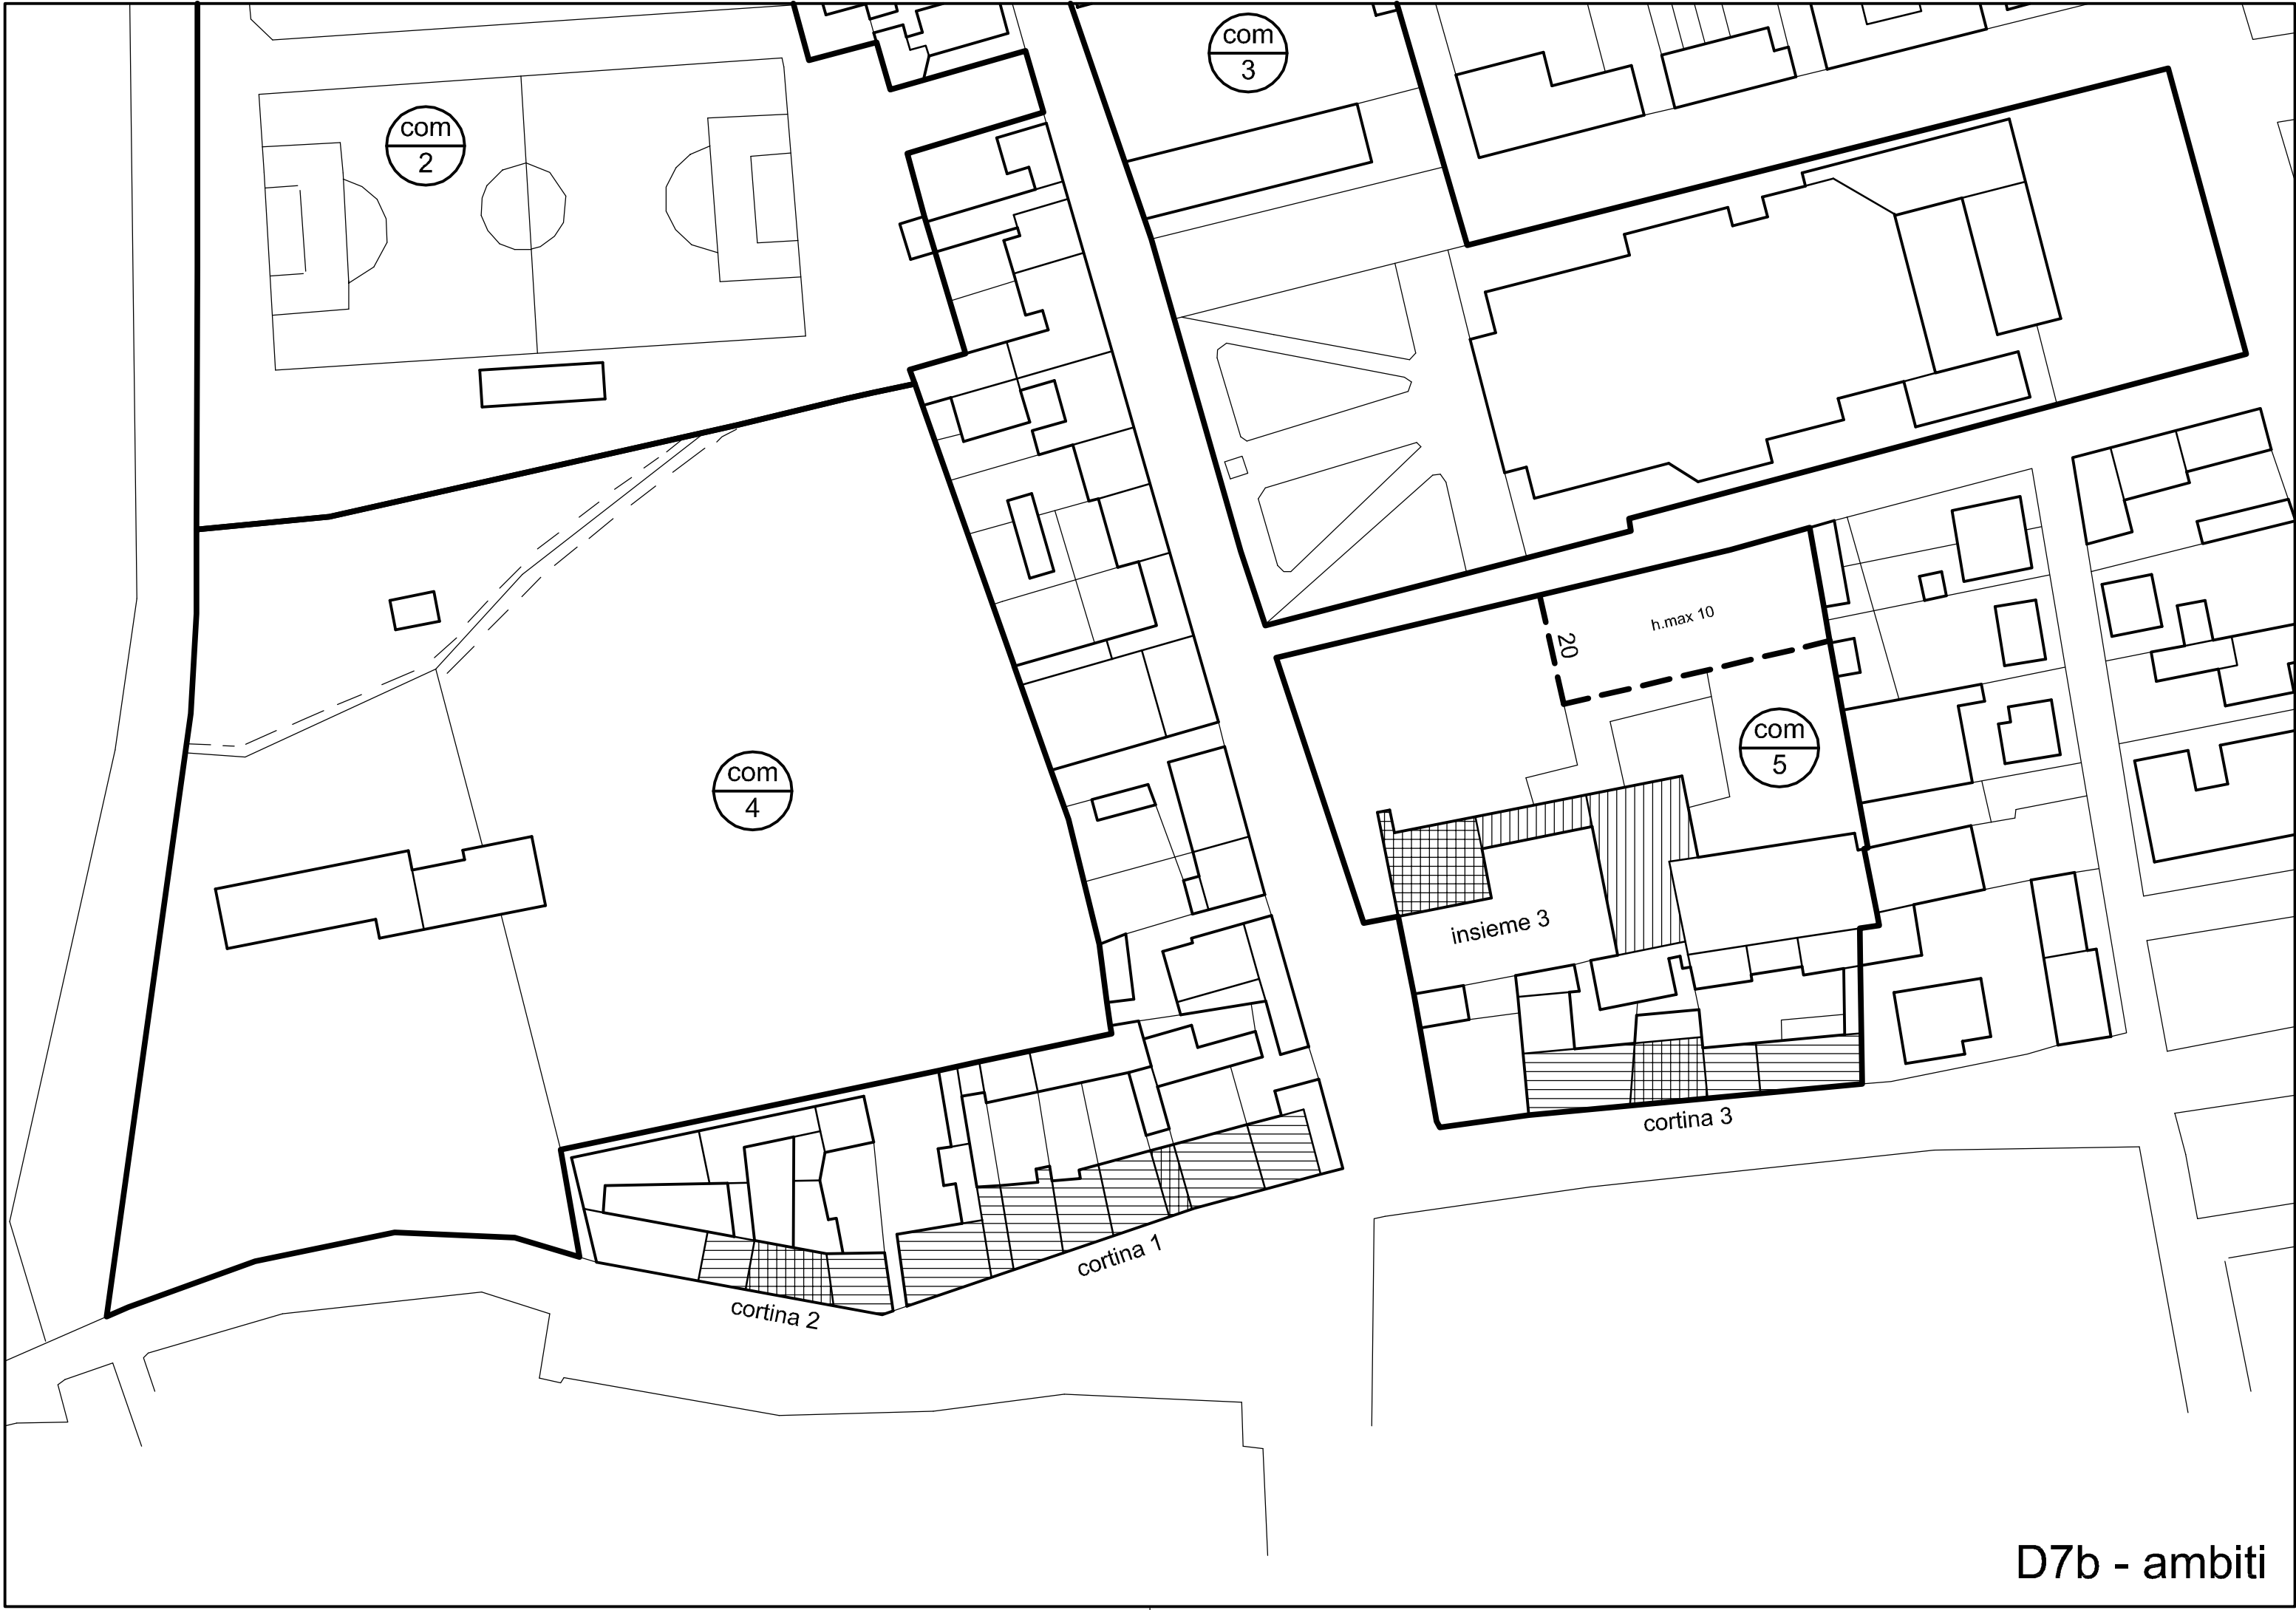 com
3
com
2
h.max 10
20
com
5
com
4
insieme 3
cortina 3
cortina 1
cortina 2
D7b - ambiti